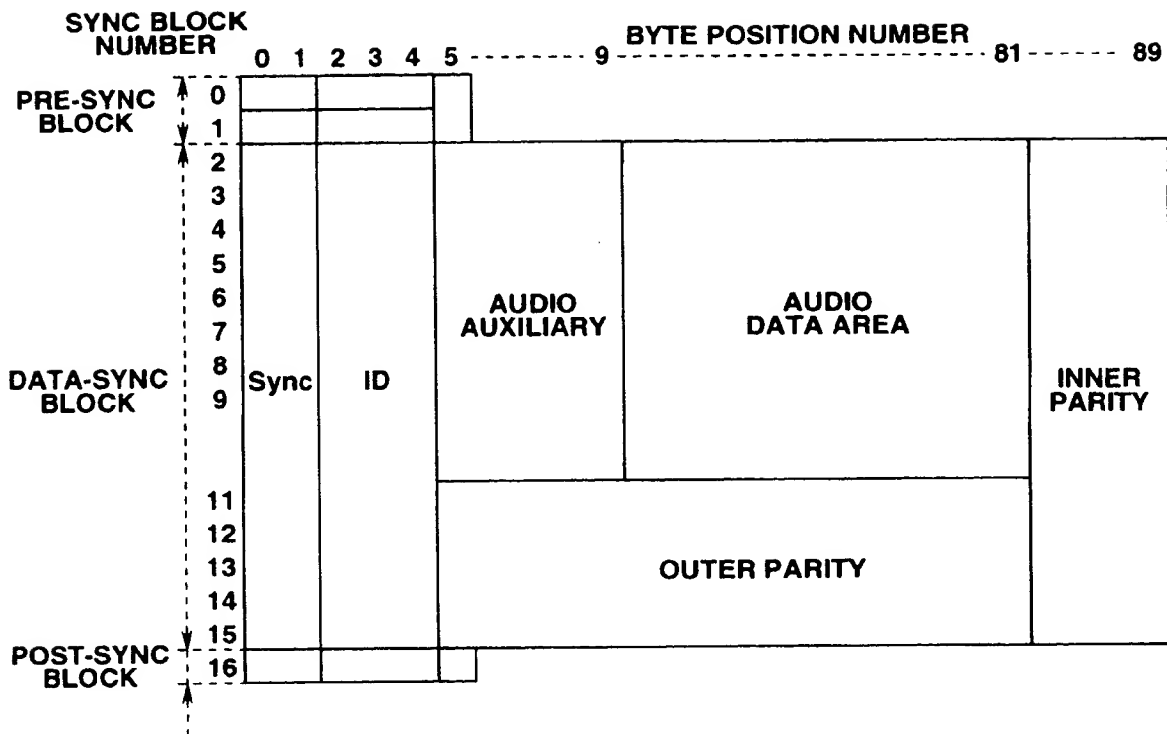 SYNC BLOCK
NUMBER
BYTE POSITION NUMBER
0 1 2 3 4 5 9 81 89
PRE-SYNC
BLOCK
0
1
2
3
4
5
6
7
8
9
11
12
13
14
15
16
DATA-SYNC
BLOCK
Sync
ID
AUDIO
AUXILIARY
AUDIO
DATA AREA
INNER
PARITY
OUTER PARITY
POST-SYNC
BLOCK